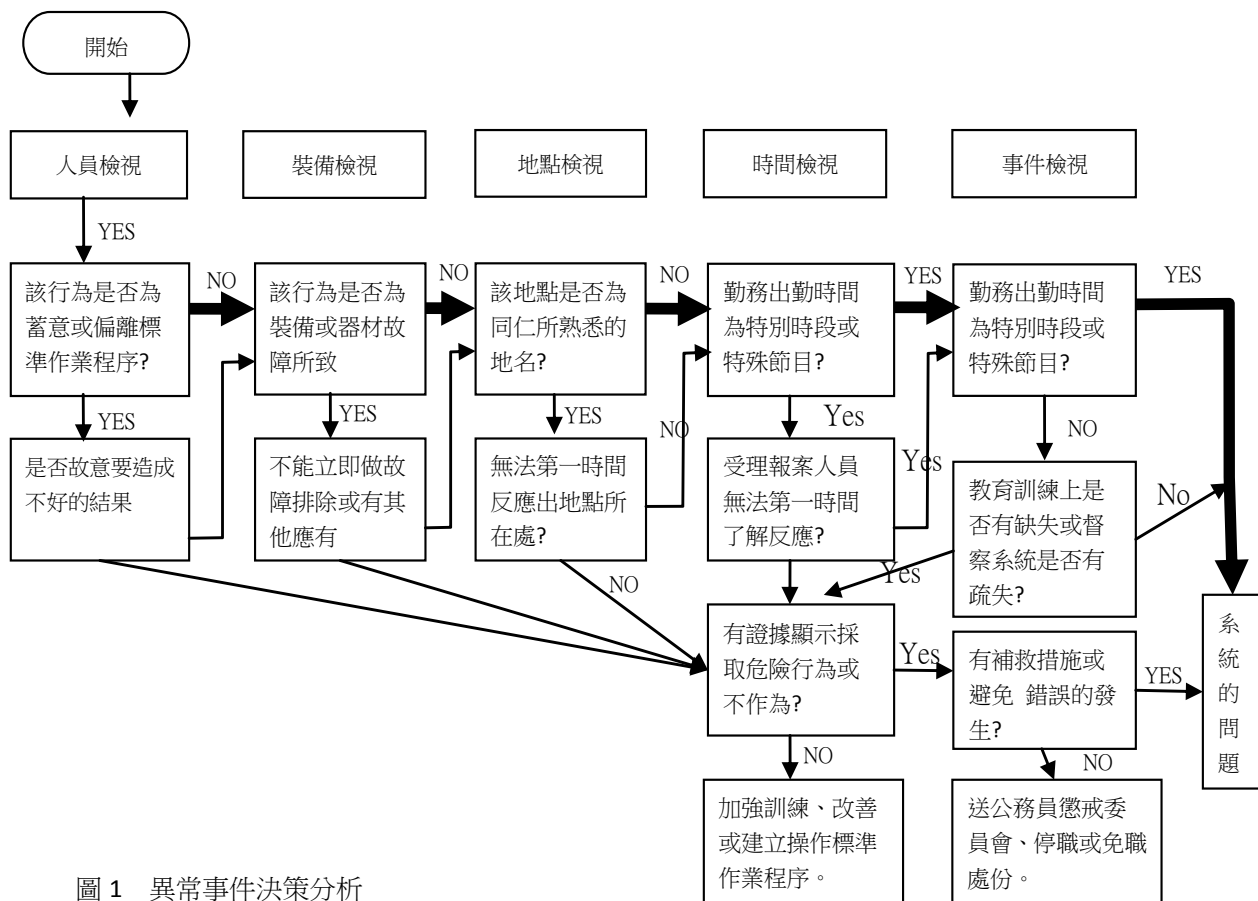 開始
人員檢視
裝備檢視
地點檢視
時間檢視
事件檢視
YES
該行為是否為
蓄意或偏離標
準作業程序?
NO
該行為是否為
裝備或器材故
障所致
NO
該地點是否為
同仁所熟悉的
地名?
NO
勤務出勤時間
為特別時段或
特殊節目?
YES
勤務出勤時間
為特別時段或
特殊節目?
YES
YES
YES
YES
Yes
NO
是否故意要造成
不好的結果
不能立即做故
障排除或有其
他應有
無法第一時間
反應出地點所
在處?
NO
受理報案人員
無法第一時間
了解反應?
Yes
教育訓練上是
否有缺失或督
察系統是否有
疏失?
No
NO
Yes
有證據顯示採
取危險行為或
不作為?
Yes
有補救措施或
避免 錯誤的發
生?
YES
系
統
的
問
題
NO
NO
加強訓練、改善
或建立操作標準
作業程序。
送公務員懲戒委
員會、停職或免職
處份。
圖 1 異常事件決策分析